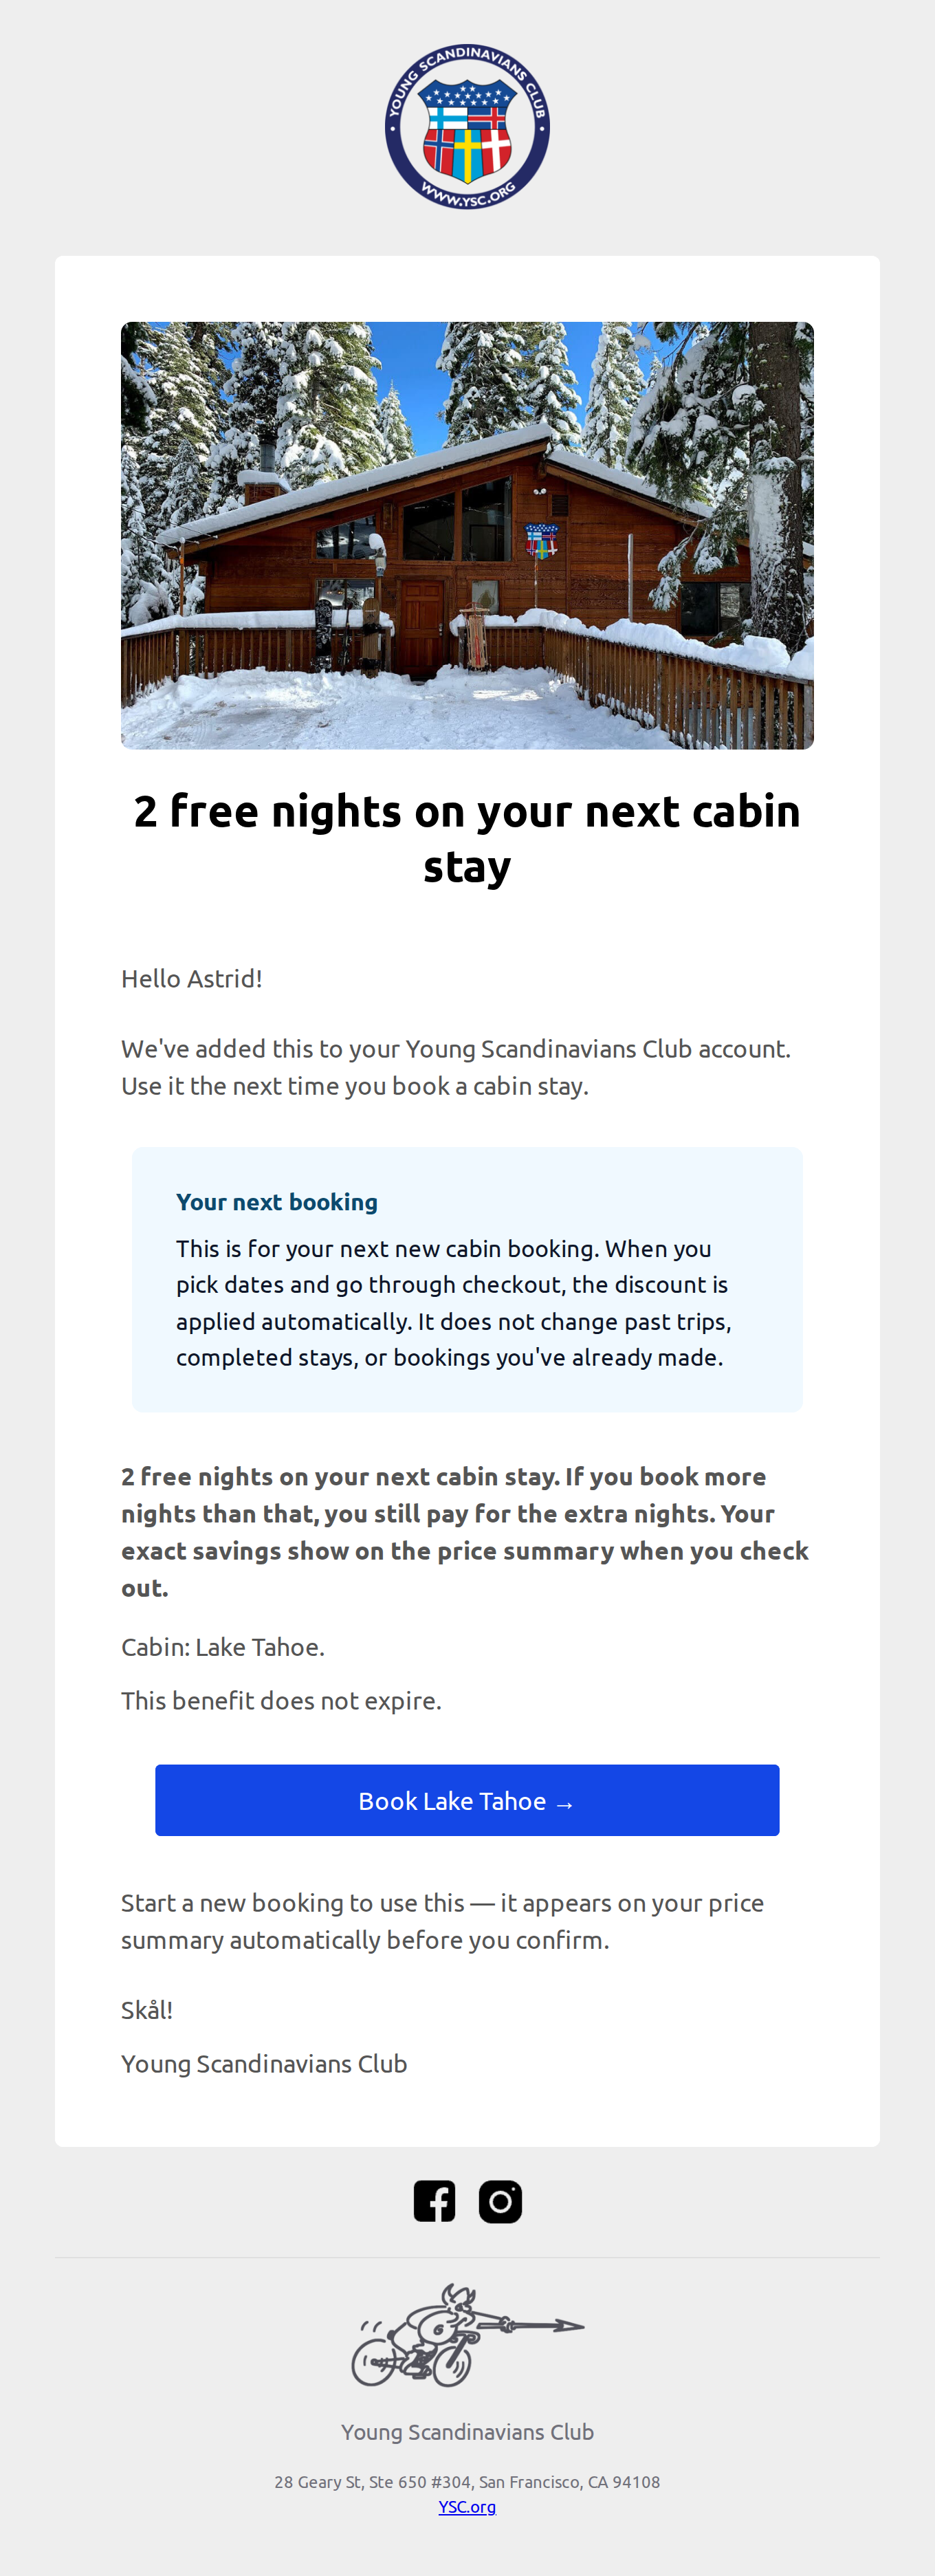 YOUNG SCANDINAVIANS CLUB
WWW.YSC.ORG
2 free nights on your next cabin
stay
Hello Astrid!
We've added this to your Young Scandinavians Club account.
Use it the next time you book a cabin stay.
Your next booking
This is for your next new cabin booking. When you
pick dates and go through checkout, the discount is
applied automatically. It does not change past trips,
completed stays, or bookings you've already made.
2 free nights on your next cabin stay. If you book more
nights than that, you still pay for the extra nights. Your
exact savings show on the price summary when you check
out.
Cabin: Lake Tahoe.
This benefit does not expire.
Book Lake Tahoe →
Start a new booking to use this — it appears on your price
summary automatically before you confirm.
Skål!
Young Scandinavians Club
G
Young Scandinavians Club
28 Geary St, Ste 650 #304, San Francisco, CA 94108
YSC.org